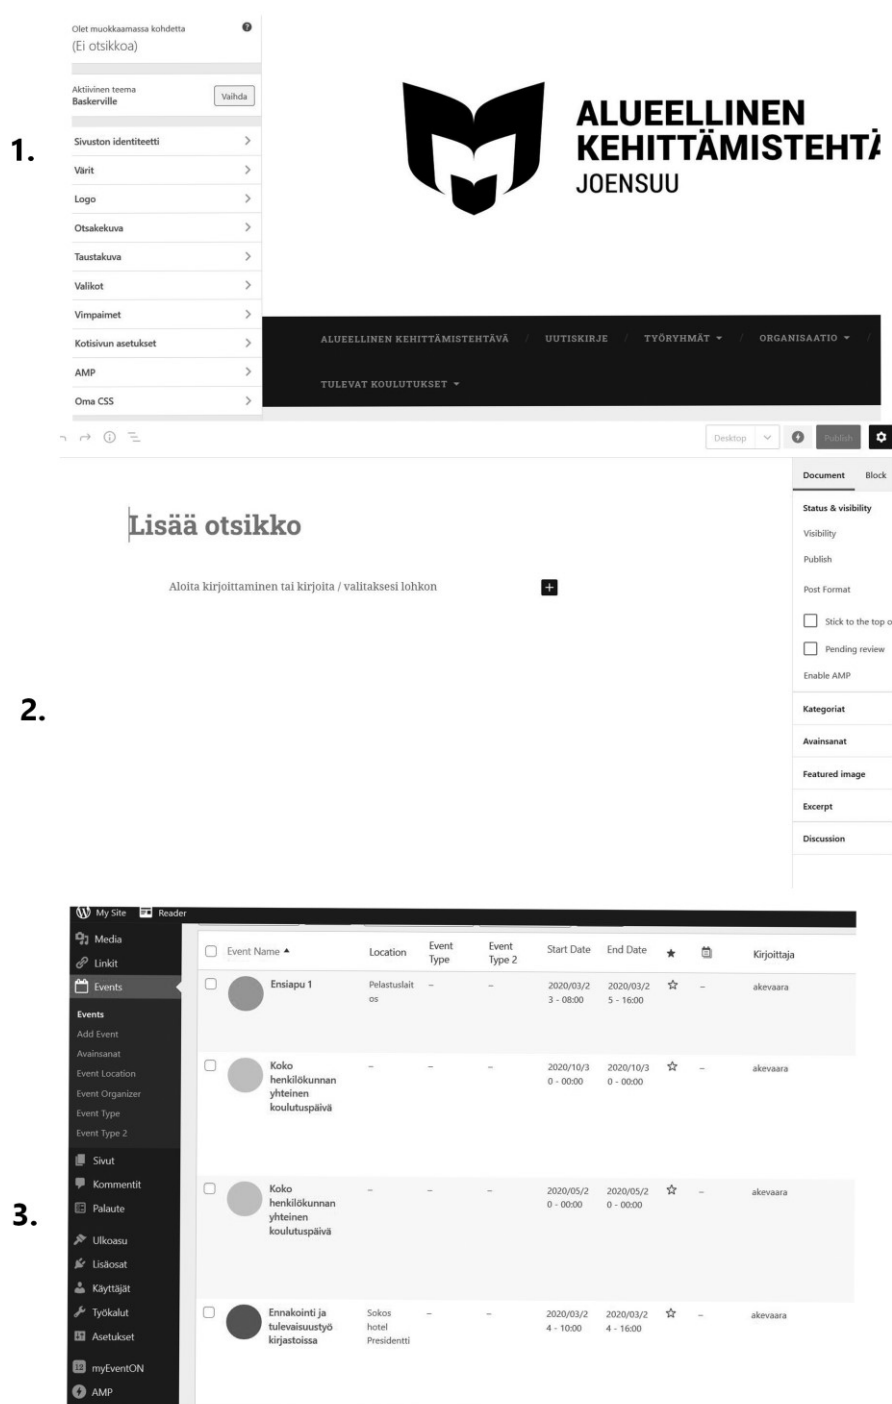 1.
Olet muokkaamassa kohdetta
(Ei otsikkoa)
Aktiivinen teema
Baskerville
Vaihda
Sivuston identiteetti
Värit
Logo
Otsakekuva
Taustakuva
Valikot
Vimpaimet
Kotisivun asetukset
AMP
Oma CSS
ALUEELLINEN
KEHITTÄMISTEHTÄ
JOENSUU
ALUEELLINEN KEHITTÄMISTEHTÄVÄ / UUTISKIRJE / TYÖRYHMÄT / ORGANISAATIO /
TULEVAT KOULUTUKSET
2.
Desktop
Publish
Lisää otsikko
Aloita kirjoittaminen tai kirjoita / valitaksesi lohkon
Document Block
Status & visibility
Visibility
Publish
Post Format
Stick to the top o
Pending review
Enable AMP
Kategoriat
Avainsanat
Featured image
Excerpt
Discussion
3.
My Site Reader
Media
Linkit
Events
Events
Add Event
Avainsanat
Event Location
Event Organizer
Event Type
Event Type 2
Sivut
Kommentit
Palaute
Ulkoasu
Lisäosat
Käyttäjät
Työkalut
Asetukset
12 myEventON
AMP
Event Name Location Event Type Event Type 2 Start Date End Date Kirjoittaja
Ensiapu 1 Pelastuslait – – 2020/03/2 2020/03/2 – akevaara
os 3 - 08:00 5 - 16:00
Koko – – – 2020/10/3 2020/10/3 – akevaara
henkilökunnan 0 - 00:00 0 - 00:00
yhteinen
koulutuspäivä
Koko – – – 2020/05/2 2020/05/2 – akevaara
henkilökunnan 0 - 00:00 0 - 00:00
yhteinen
koulutuspäivä
Ennakointi ja Sokos – – 2020/03/2 2020/03/2 – akevaara
tulevaisuustyö hotel 4 - 10:00 4 - 16:00
kirjastoissa Presidentti